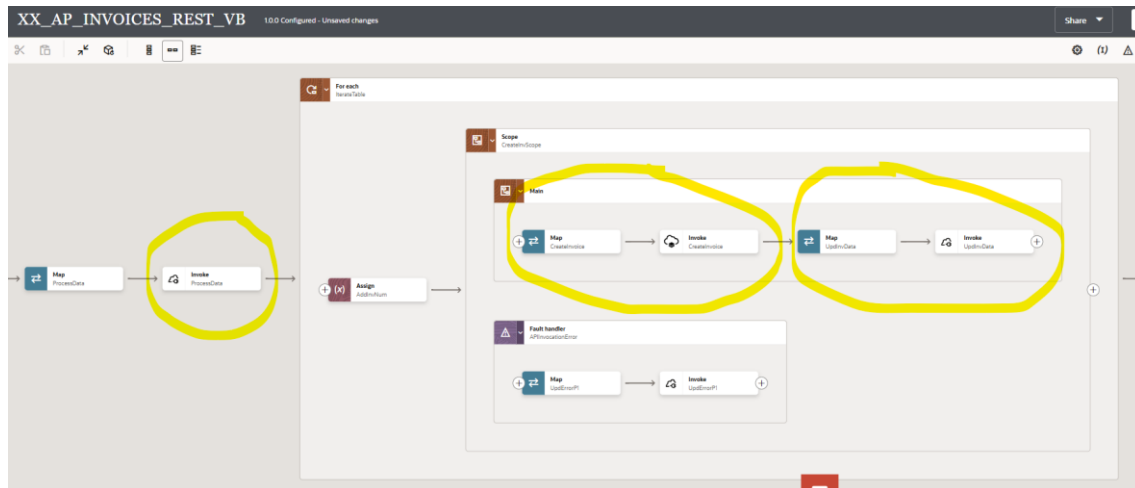 XX_AP_INVOICES_REST_VB 1.0.0 Configured - Unsaved changes
Share
For each
IterateTable
Scope
CreateInvScope
Main
Map
CreateInvoice
Invoke
CreateInvoice
Map
UpdInvData
Invoke
UpdInvData
Map
ProcessData
Invoke
ProcessData
Assign
AddInvNum
Fault handler
APInvocationError
Map
UpdErrorPI
Invoke
UpdErrorPI